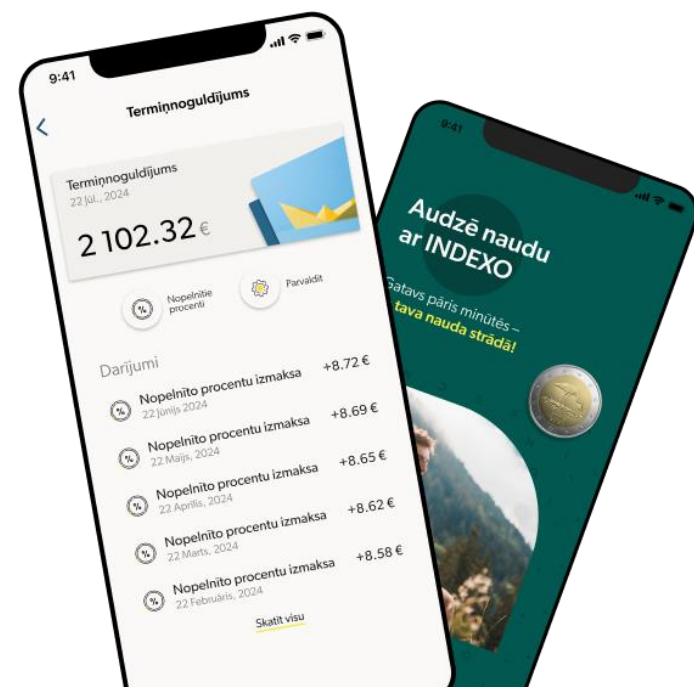 9:41
Termiņnoguldījums
Termiņnoguldījums
22 Jūl., 2024
2 102.32 €
Nopelnītie
procenti
Parvaldīt
Darījumi
Nopelnīto procentu izmaksa +8.72 €
22 Jūnijs 2024
Nopelnīto procentu izmaksa +8.69 €
22 Maijs, 2024
Nopelnīto procentu izmaksa +8.65 €
22 Aprīlis, 2024
Nopelnīto procentu izmaksa +8.62 €
22 Marts, 2024
Nopelnīto procentu izmaksa +8.58 €
22 Februāris, 2024
Skatīt visu
9:41
Audzē naudu
ar INDEXO
Gatavs pāris minūtēs –
tava nauda strādā!